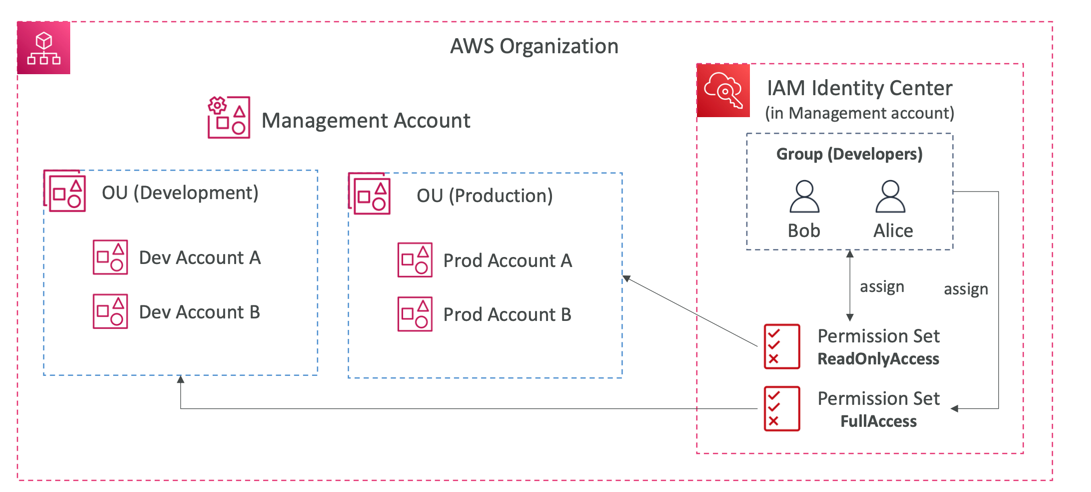 AWS Organization
Management Account
OU (Development)
Dev Account A
Dev Account B
OU (Production)
Prod Account A
Prod Account B
IAM Identity Center
(in Management account)
Group (Developers)
Bob
Alice
assign
assign
Permission Set
ReadOnlyAccess
Permission Set
FullAccess